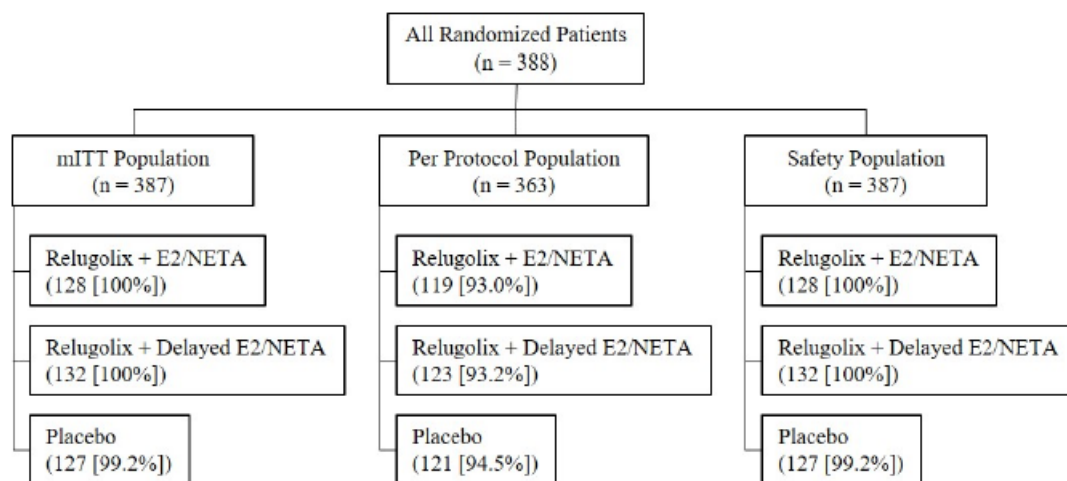 All Randomized Patients
(n = 388)
mITT Population
(n = 387)
Relugolix + E2/NETA
(128 [100%])
Relugolix + Delayed E2/NETA
(132 [100%])
Placebo
(127 [99.2%])
Per Protocol Population
(n = 363)
Relugolix + E2/NETA
(119 [93.0%])
Relugolix + Delayed E2/NETA
(123 [93.2%])
Placebo
(121 [94.5%])
Safety Population
(n = 387)
Relugolix + E2/NETA
(128 [100%])
Relugolix + Delayed E2/NETA
(132 [100%])
Placebo
(127 [99.2%])